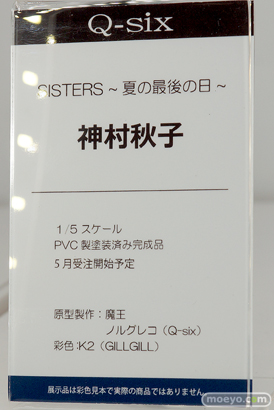 Q-six
SISTERS ~ 夏の最後の日 ~
神村秋子
1/5 スケール
PVC 製塗装済み完成品
5月受注開始予定
原型製作：魔王
ノルグレコ（Q-six）
彩色:K2（GILLGILL）
展示品は彩色見本で実際の商品ではありません。
moeyo.com